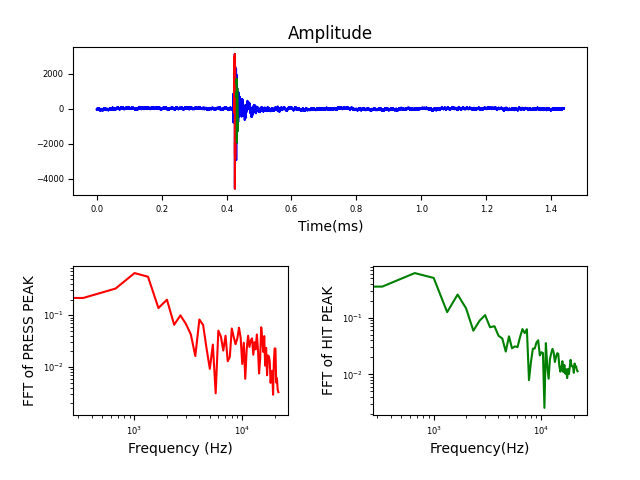 Amplitude
2000
0
−2000
−4000
0.0 0.2 0.4 0.6 0.8 1.0 1.2 1.4
Time(ms)
FFT of PRESS PEAK
10⁻¹
10⁻²
10³ 10⁴
Frequency (Hz)
FFT of HIT PEAK
10⁻¹
10⁻²
10³ 10⁴
Frequency(Hz)